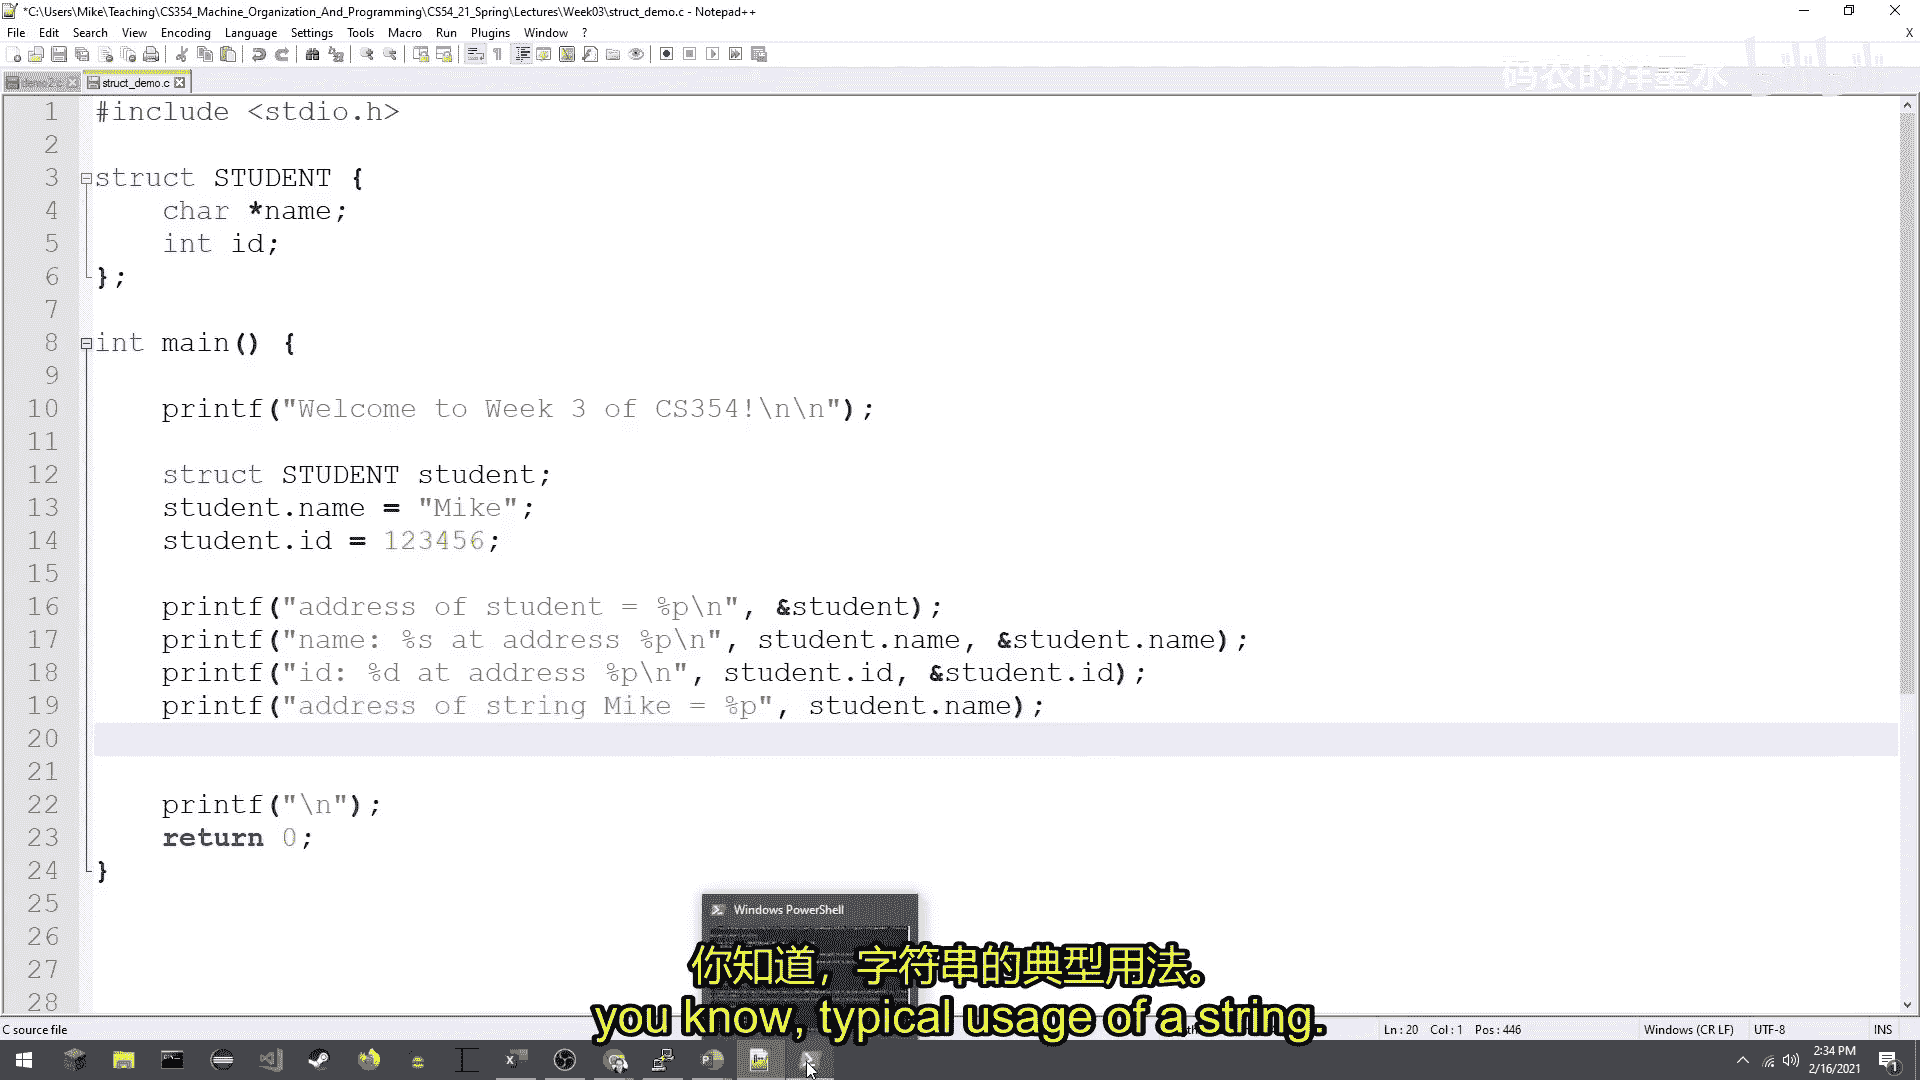 *C:\Users\Mike\Teaching\CS354_Machine_Organization_And_Programming\CS54_21_Spring\Lectures\Week03\struct_demo.c - Notepad++
File Edit Search View Encoding Language Settings Tools Macro Run Plugins Window ? X
码农的洋墨水
struct_demo.c
1 #include <stdio.h>
2
3 struct STUDENT {
4 char *name;
5 int id;
6 };
7
8 int main() {
9
10 printf("Welcome to Week 3 of CS354!\n\n");
11
12 struct STUDENT student;
13 student.name = "Mike";
14 student.id = 123456;
15
16 printf("address of student = %p\n", &student);
17 printf("name: %s at address %p\n", student.name, &student.name);
18 printf("id: %d at address %p\n", student.id, &student.id);
19 printf("address of string Mike = %p", student.name);
20
21
22 printf("\n");
23 return 0;
24 }
25
26
27
28
Windows PowerShell
你知道，字符串的典型用法。
you know, typical usage of a string.
C source file Ln : 20 Col : 1 Pos : 446 Windows (CR LF) UTF-8 INS
2:34 PM
2/16/2021